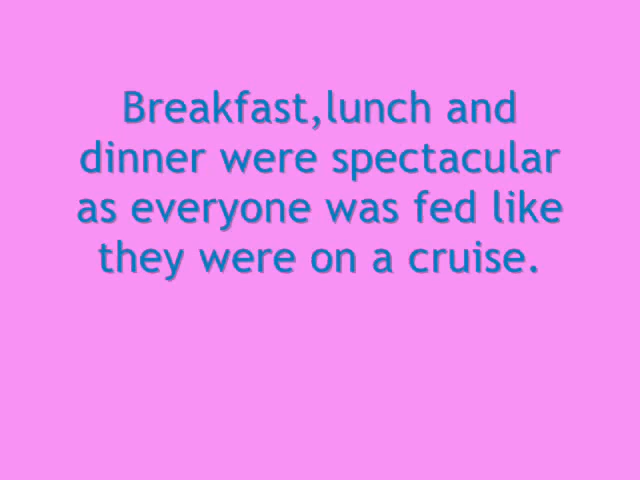 Breakfast,lunch and
dinner were spectacular
as everyone was fed like
they were on a cruise.